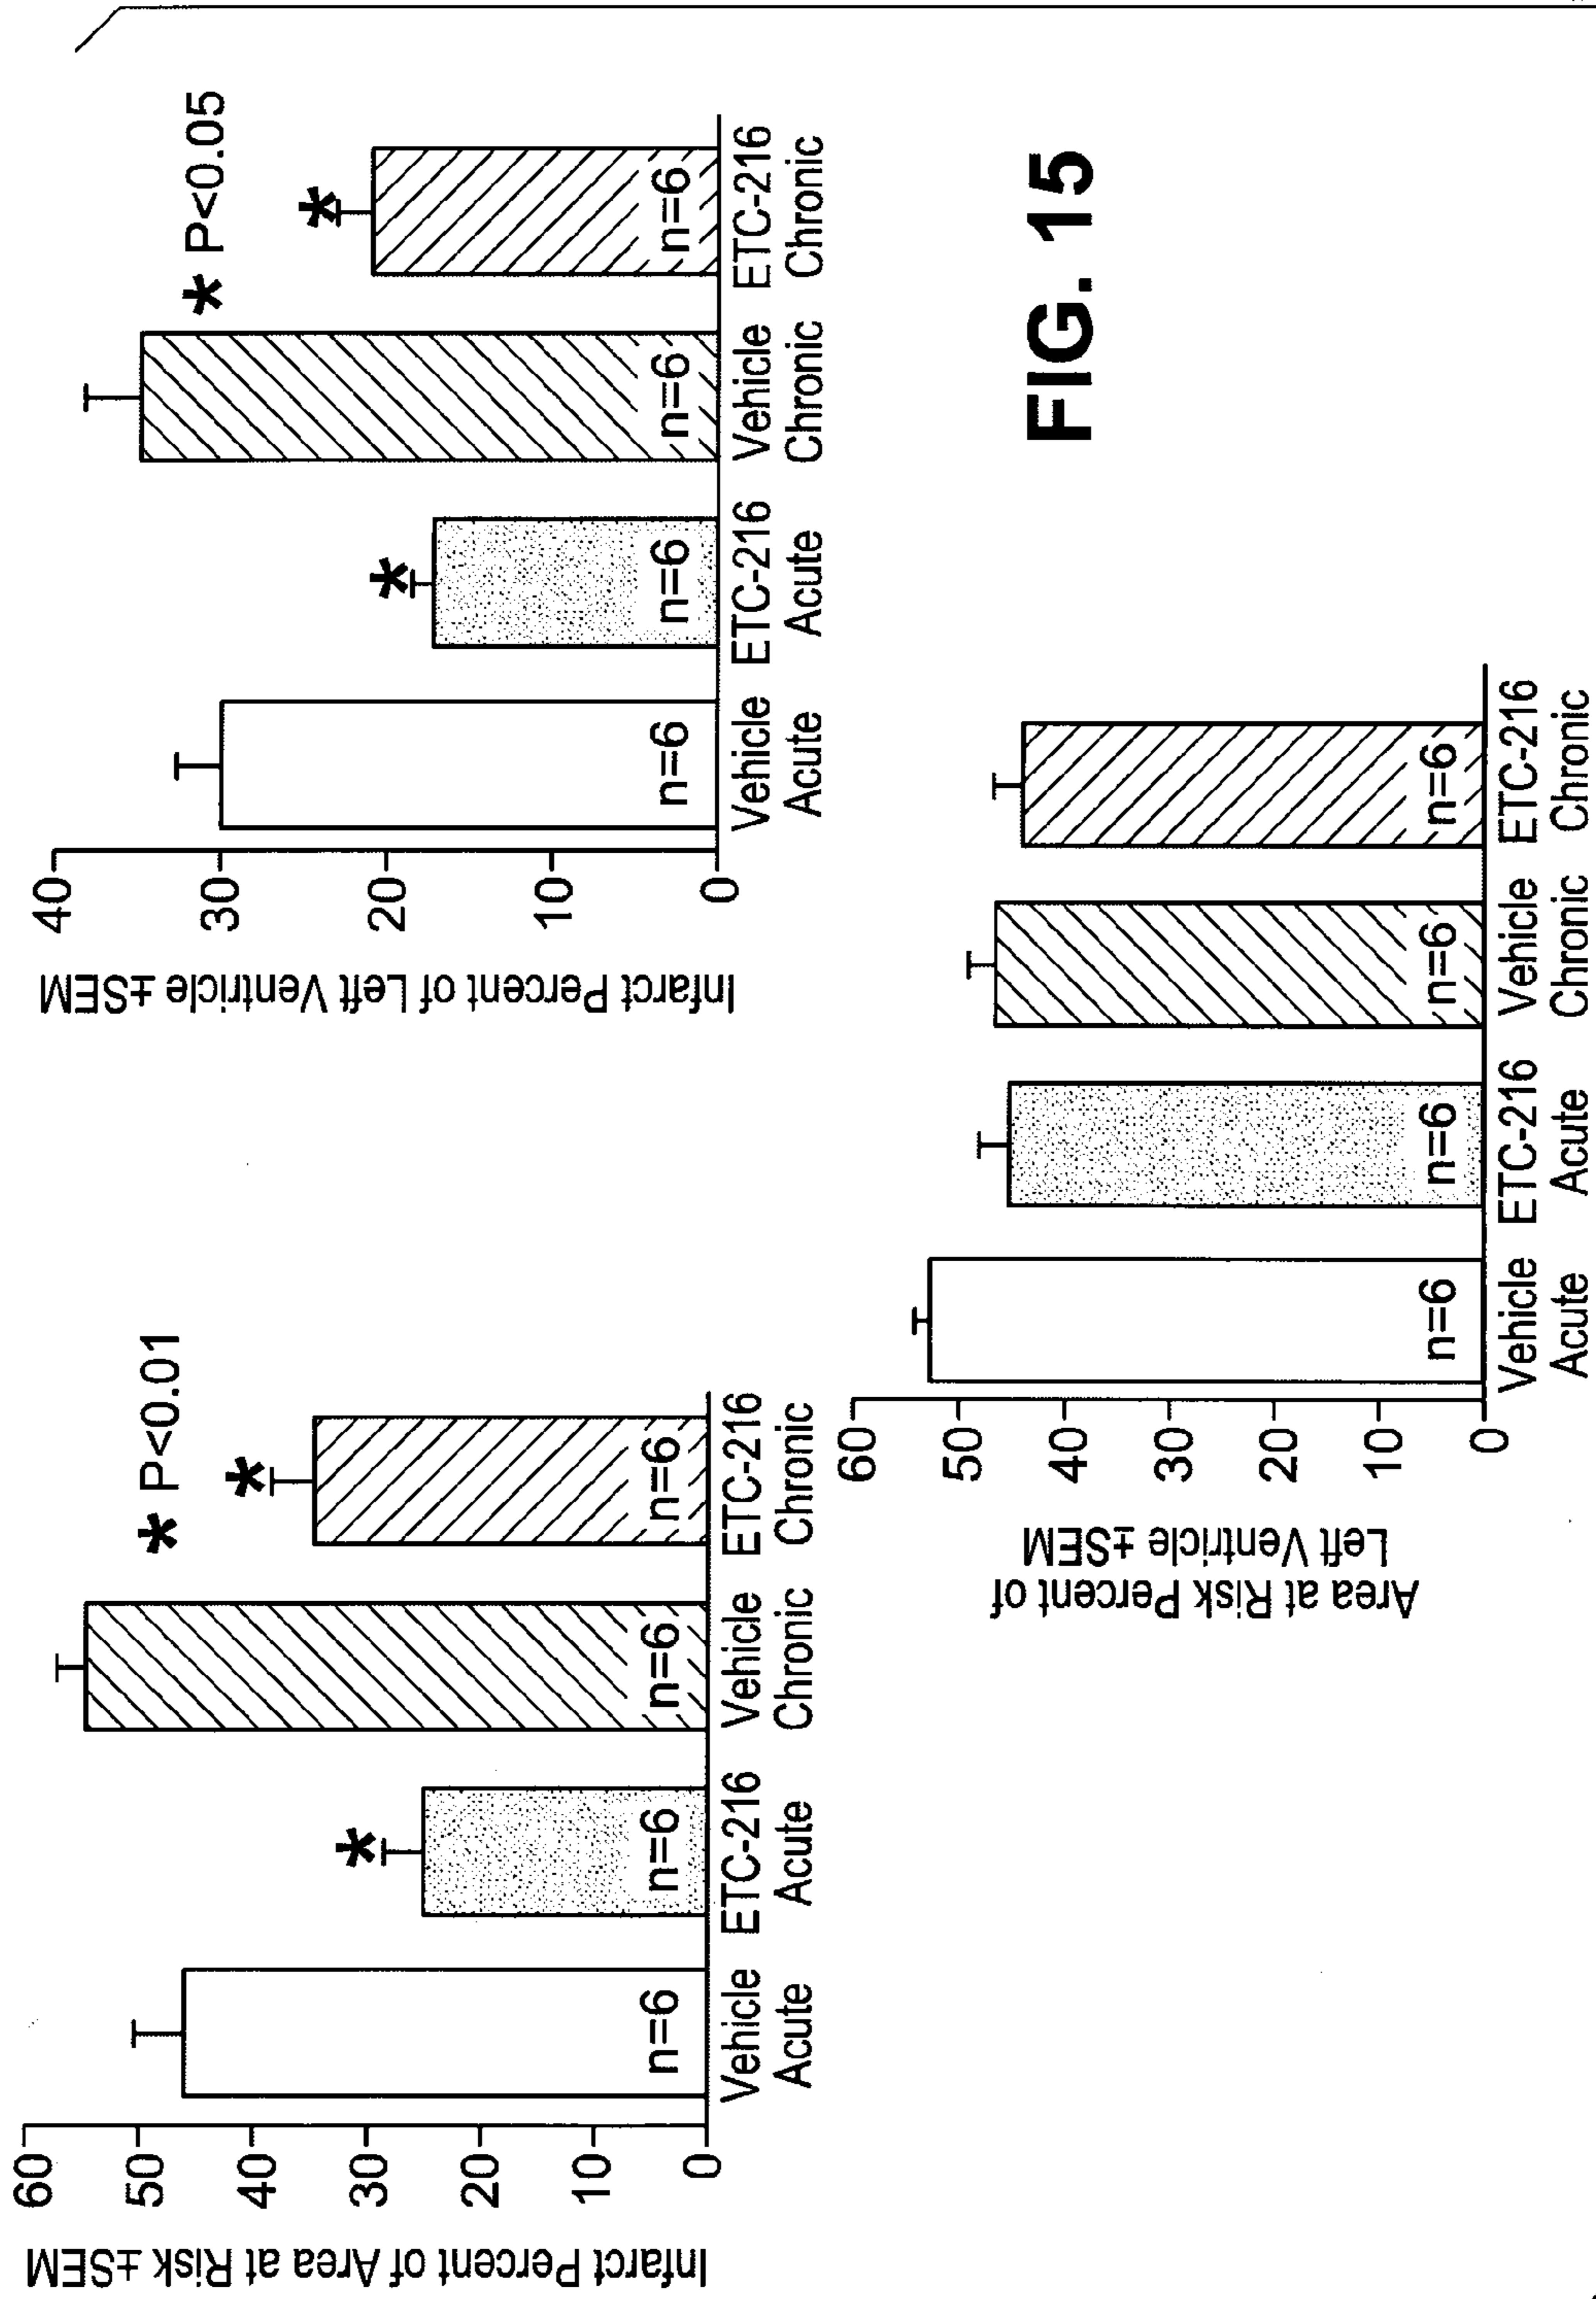 Infarct Percent of Area at Risk ±SEM
60
50
40
30
20
10
0
* P<0.01
*
*
n=6
n=6
n=6
n=6
Vehicle ETC-216 Vehicle ETC-216
Acute Acute Chronic Chronic
Infarct Percent of Left Ventricle ±SEM
40
30
20
10
0
* P<0.05
*
*
n=6
n=6
n=6
n=6
Vehicle ETC-216 Vehicle ETC-216
Acute Acute Chronic Chronic
Area at Risk Percent of
Left Ventricle ±SEM
60
50
40
30
20
10
0
n=6
n=6
n=6
n=6
Vehicle ETC-216 Vehicle ETC-216
Acute Acute Chronic Chronic
FIG. 15